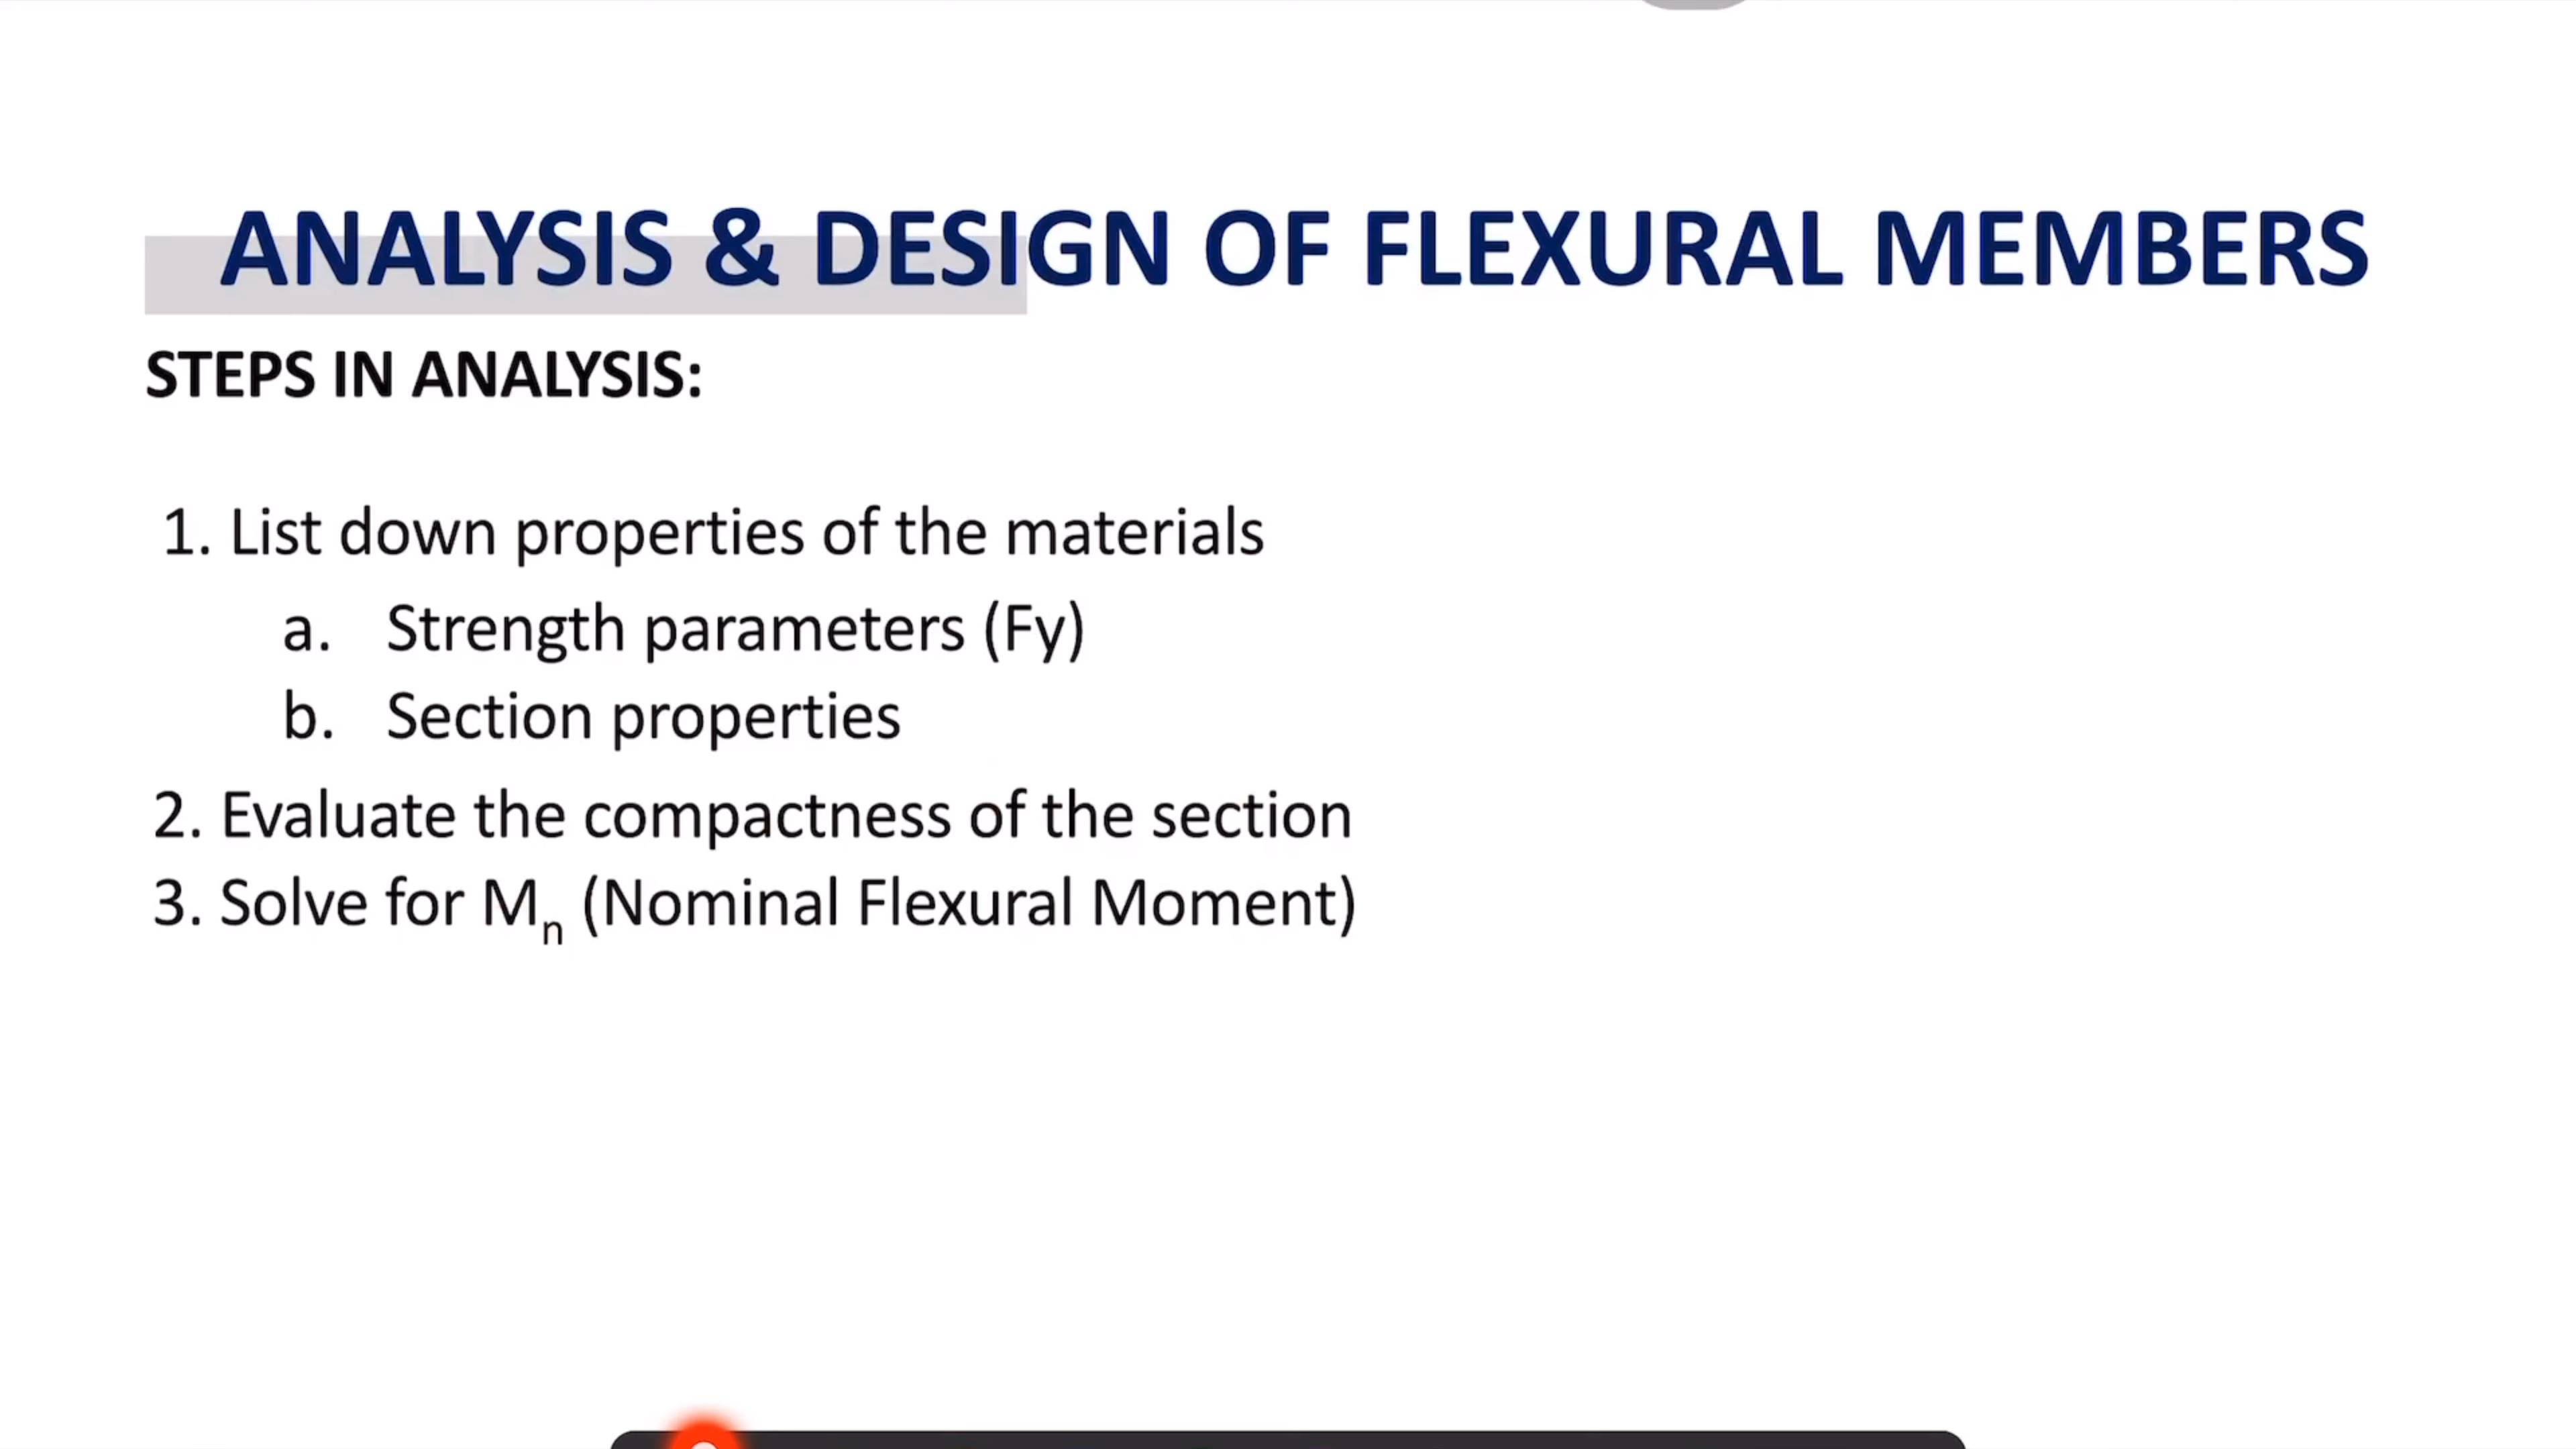 ANALYSIS & DESIGN OF FLEXURAL MEMBERS
STEPS IN ANALYSIS:
1. List down properties of the materials
a. Strength parameters (Fy)
b. Section properties
2. Evaluate the compactness of the section
3. Solve for Mn (Nominal Flexural Moment)